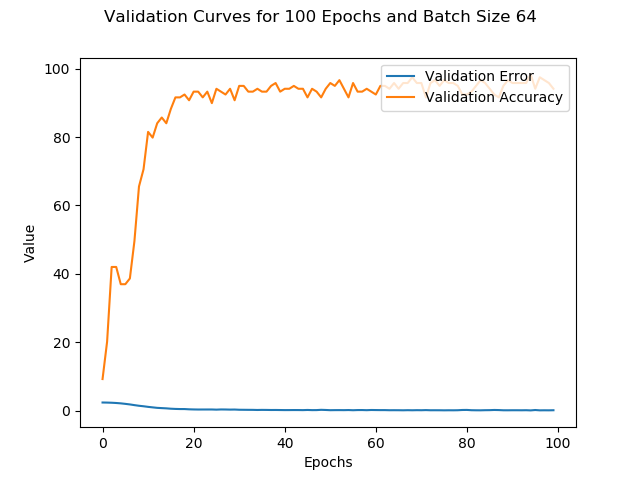 Validation Curves for 100 Epochs and Batch Size 64
Validation Error
Validation Accuracy
100
80
60
40
20
0
Value
0 20 40 60 80 100
Epochs